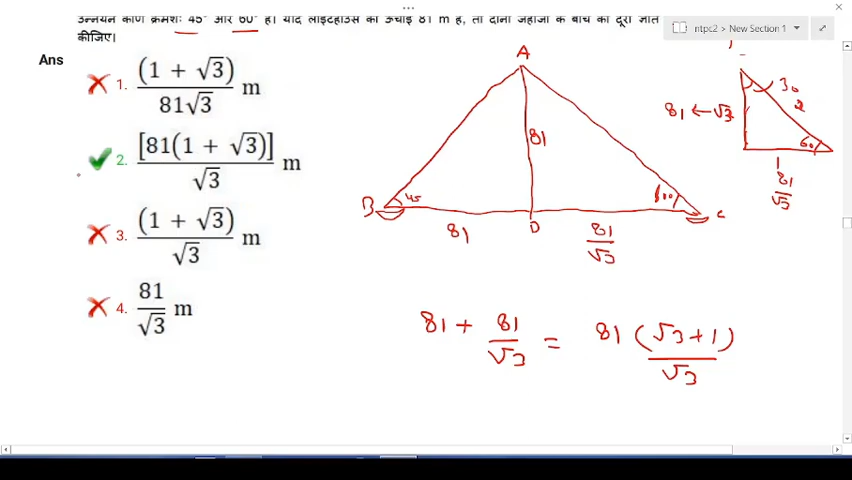 उन्नयन कोण क्रमशः 45° और 60° है। यदि लाइटहाउस की ऊंचाई 81 m है, तो दोनों जहाजों के बीच की दूरी ज्ञात
कीजिए।
ntpc2 > New Section 1
Ans
1. (1 + √3) / 81√3 m
2. [81(1 + √3)] / √3 m
3. (1 + √3) / √3 m
4. 81 / √3 m
A
81
B 45
60 C
81 D 81/√3
30
81 ← √3 2
60
1
81/√3
81 + 81/√3 = 81 (√3+1)/√3